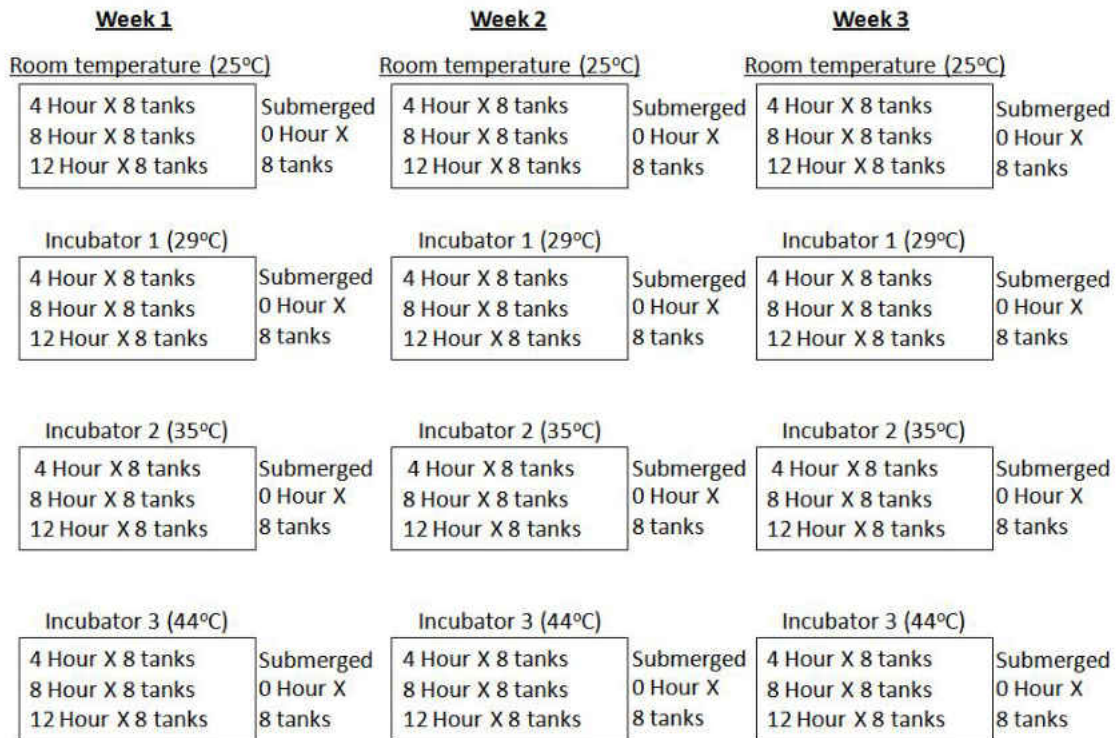 Week 1 Week 2 Week 3
Room temperature (25ºC) Room temperature (25ºC) Room temperature (25ºC)
4 Hour X 8 tanks Submerged 4 Hour X 8 tanks Submerged 4 Hour X 8 tanks Submerged
8 Hour X 8 tanks 0 Hour X 8 Hour X 8 tanks 0 Hour X 8 Hour X 8 tanks 0 Hour X
12 Hour X 8 tanks 8 tanks 12 Hour X 8 tanks 8 tanks 12 Hour X 8 tanks 8 tanks
Incubator 1 (29ºC) Incubator 1 (29ºC) Incubator 1 (29ºC)
4 Hour X 8 tanks Submerged 4 Hour X 8 tanks Submerged 4 Hour X 8 tanks Submerged
8 Hour X 8 tanks 0 Hour X 8 Hour X 8 tanks 0 Hour X 8 Hour X 8 tanks 0 Hour X
12 Hour X 8 tanks 8 tanks 12 Hour X 8 tanks 8 tanks 12 Hour X 8 tanks 8 tanks
Incubator 2 (35ºC) Incubator 2 (35ºC) Incubator 2 (35ºC)
4 Hour X 8 tanks Submerged 4 Hour X 8 tanks Submerged 4 Hour X 8 tanks Submerged
8 Hour X 8 tanks 0 Hour X 8 Hour X 8 tanks 0 Hour X 8 Hour X 8 tanks 0 Hour X
12 Hour X 8 tanks 8 tanks 12 Hour X 8 tanks 8 tanks 12 Hour X 8 tanks 8 tanks
Incubator 3 (44ºC) Incubator 3 (44ºC) Incubator 3 (44ºC)
4 Hour X 8 tanks Submerged 4 Hour X 8 tanks Submerged 4 Hour X 8 tanks Submerged
8 Hour X 8 tanks 0 Hour X 8 Hour X 8 tanks 0 Hour X 8 Hour X 8 tanks 0 Hour X
12 Hour X 8 tanks 8 tanks 12 Hour X 8 tanks 8 tanks 12 Hour X 8 tanks 8 tanks